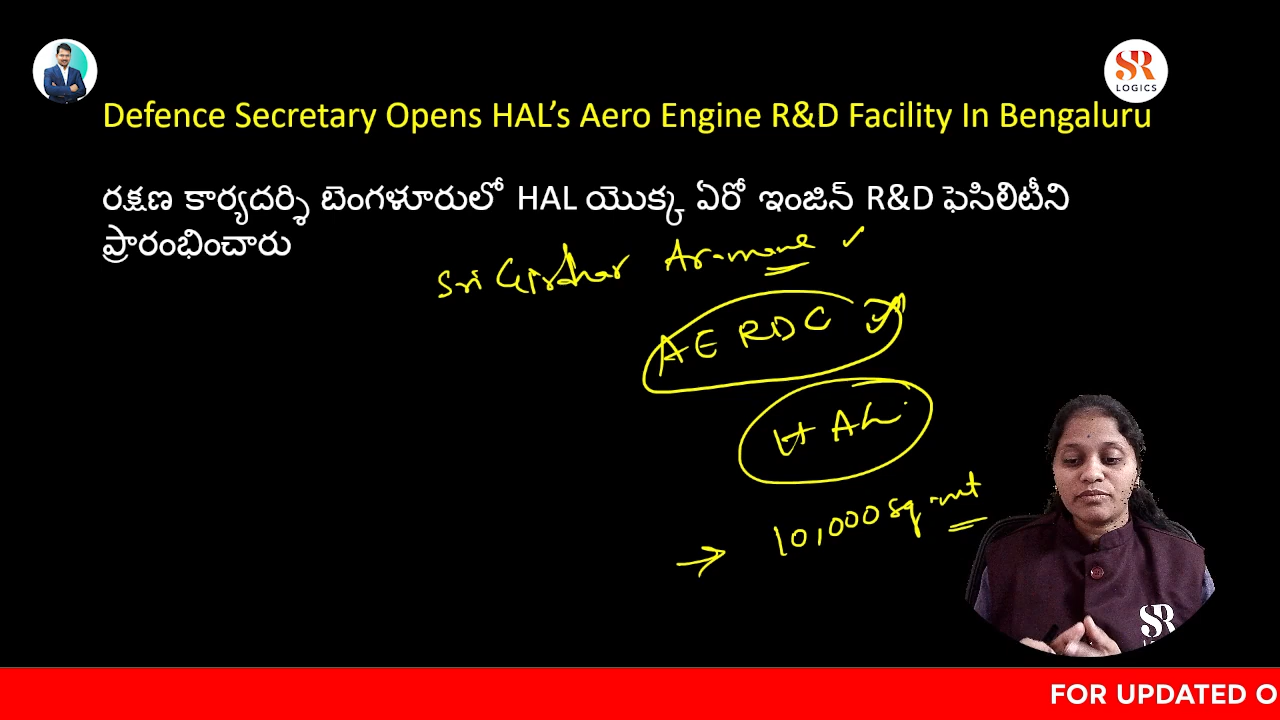 SR
LOGICS
Defence Secretary Opens HAL’s Aero Engine R&D Facility In Bengaluru
రక్షణ కార్యదర్శి బెంగళూరులో HAL యొక్క ఏరో ఇంజిన్ R&D ఫెసిలిటీని
ప్రారంభించారు
Sri Girdhar Aramane ✓
AERDC
HAL
→ 10,000 sq.mt
SR
FOR UPDATED O